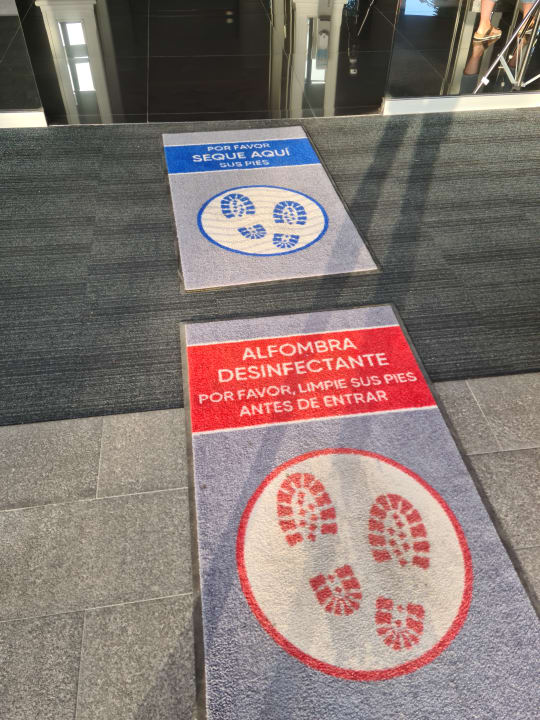 POR FAVOR
SEQUE AQUÍ
SUS PIES
ALFOMBRA
DESINFECTANTE
POR FAVOR, LIMPIE SUS PIES
ANTES DE ENTRAR